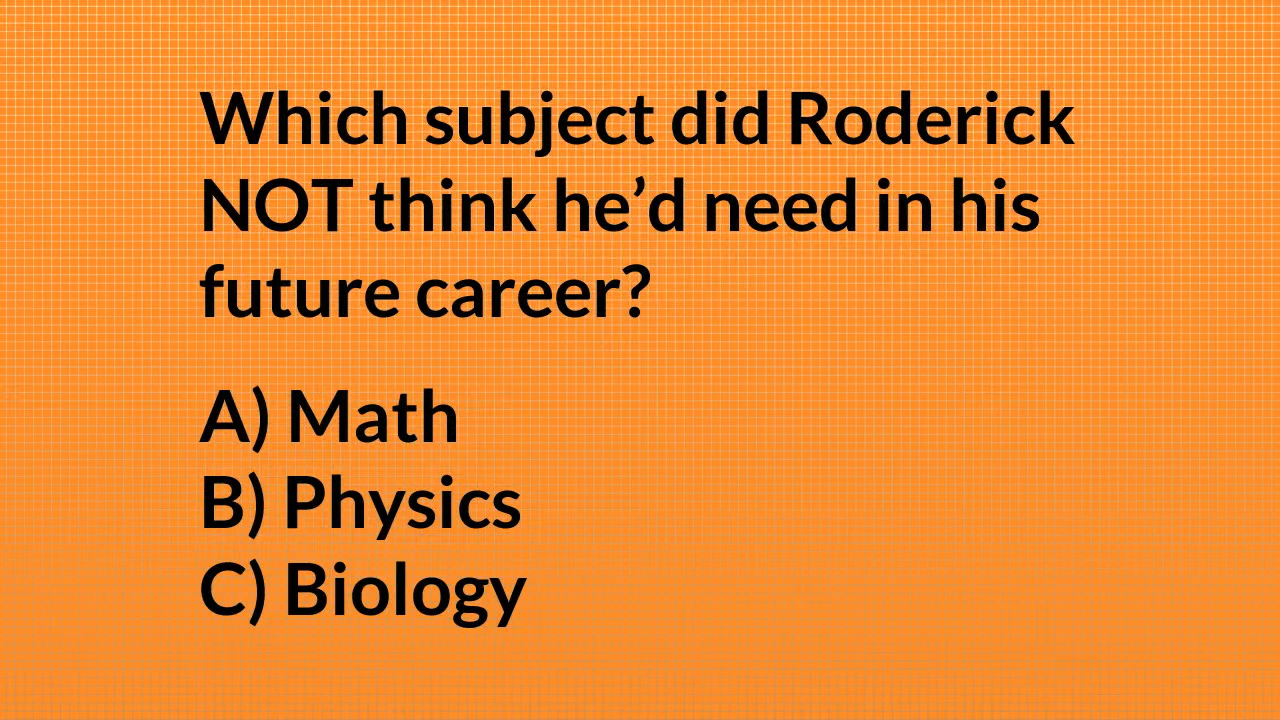 Which subject did Roderick
NOT think he’d need in his
future career?
A) Math
B) Physics
C) Biology